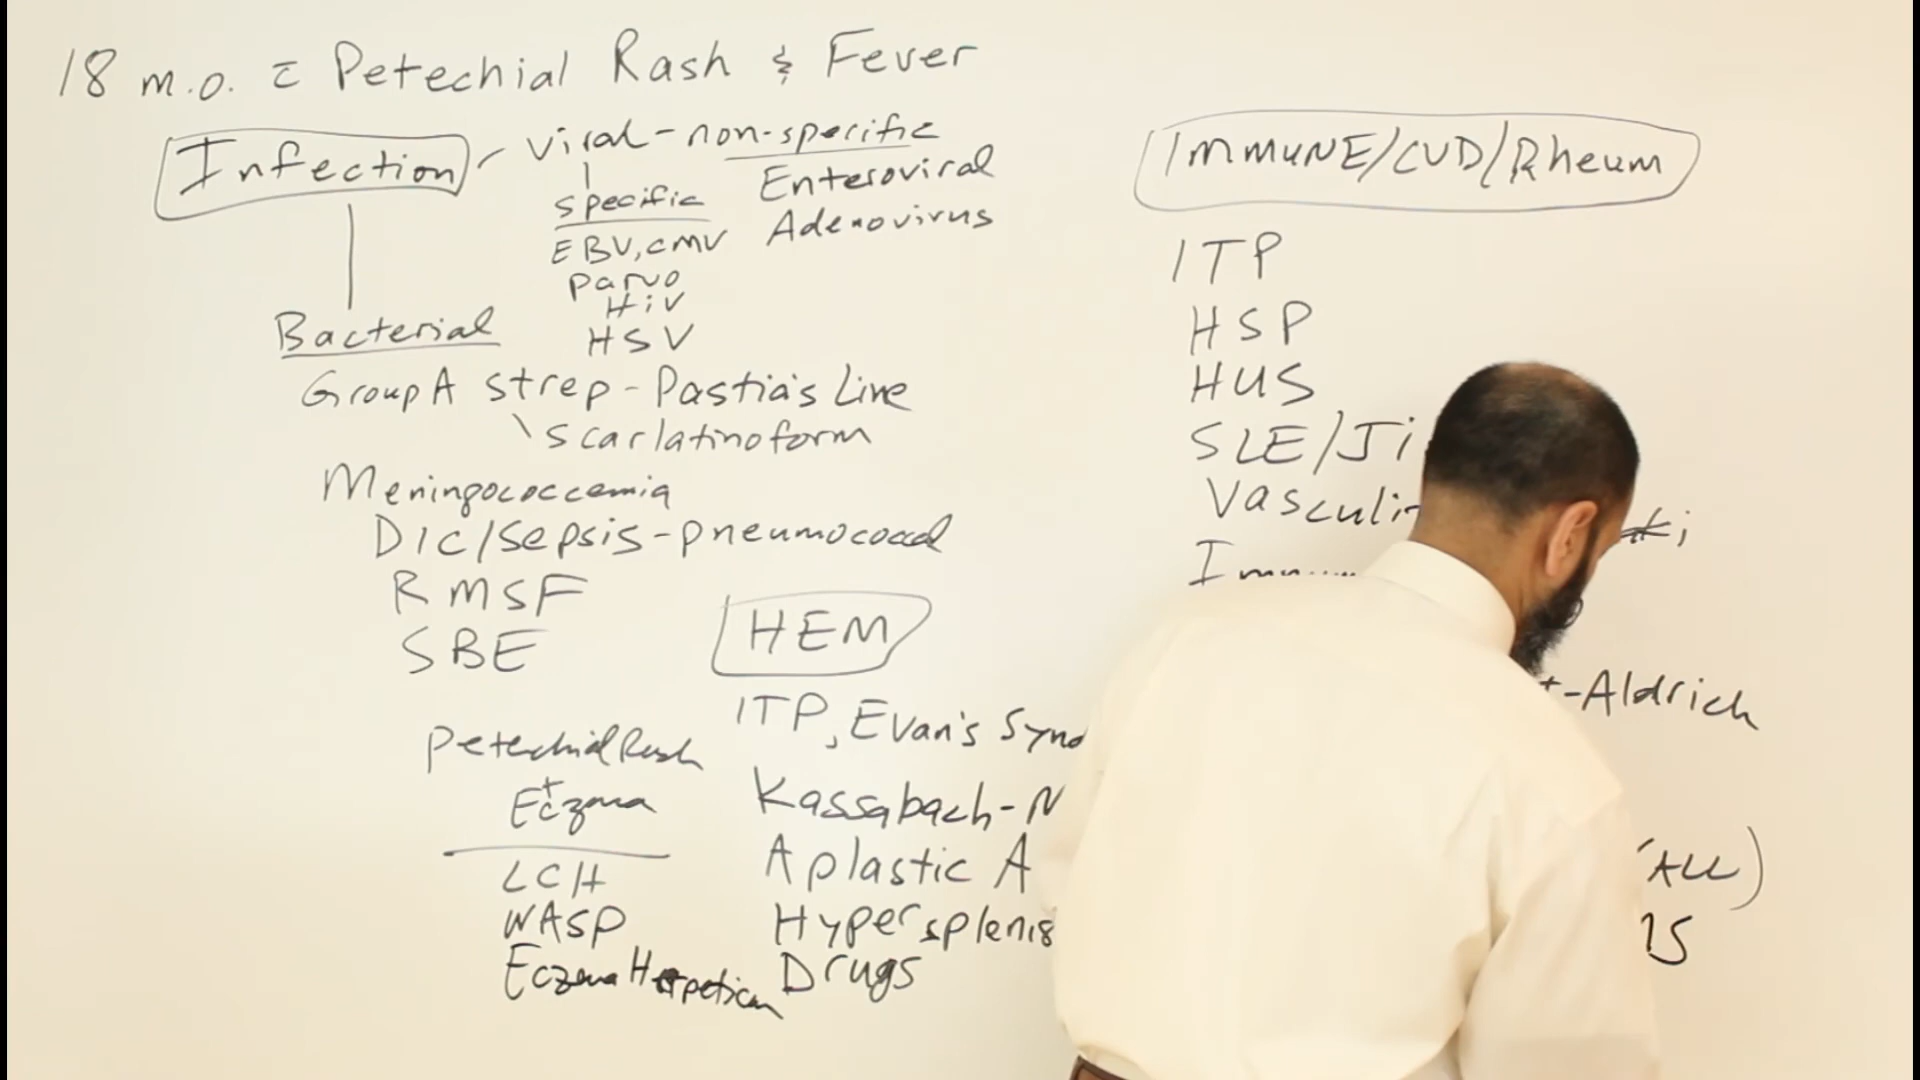 18 m.o. c Petechial Rash & Fever
Infection - Viral - non-specific
Enteroviral
Adenovirus
specific
EBV, CMV
Parvo
HiV
HSV
Bacterial
Group A strep - Pastia's Line
scarlatinoform
Meningococcemia
DIC/Sepsis - pneumococcal
RMSF
SBE
Petechial Rash
+
Eczema
LCH
WASP
Eczema Herpeticum
HEM
ITP, Evan's Synd
Kassabach-M
Aplastic A
Hypersplenis
Drugs
IMMUNE/CVD/Rheum
ITP
HSP
HUS
SLE/Ji
Vasculi
-Aldrich
ALL)